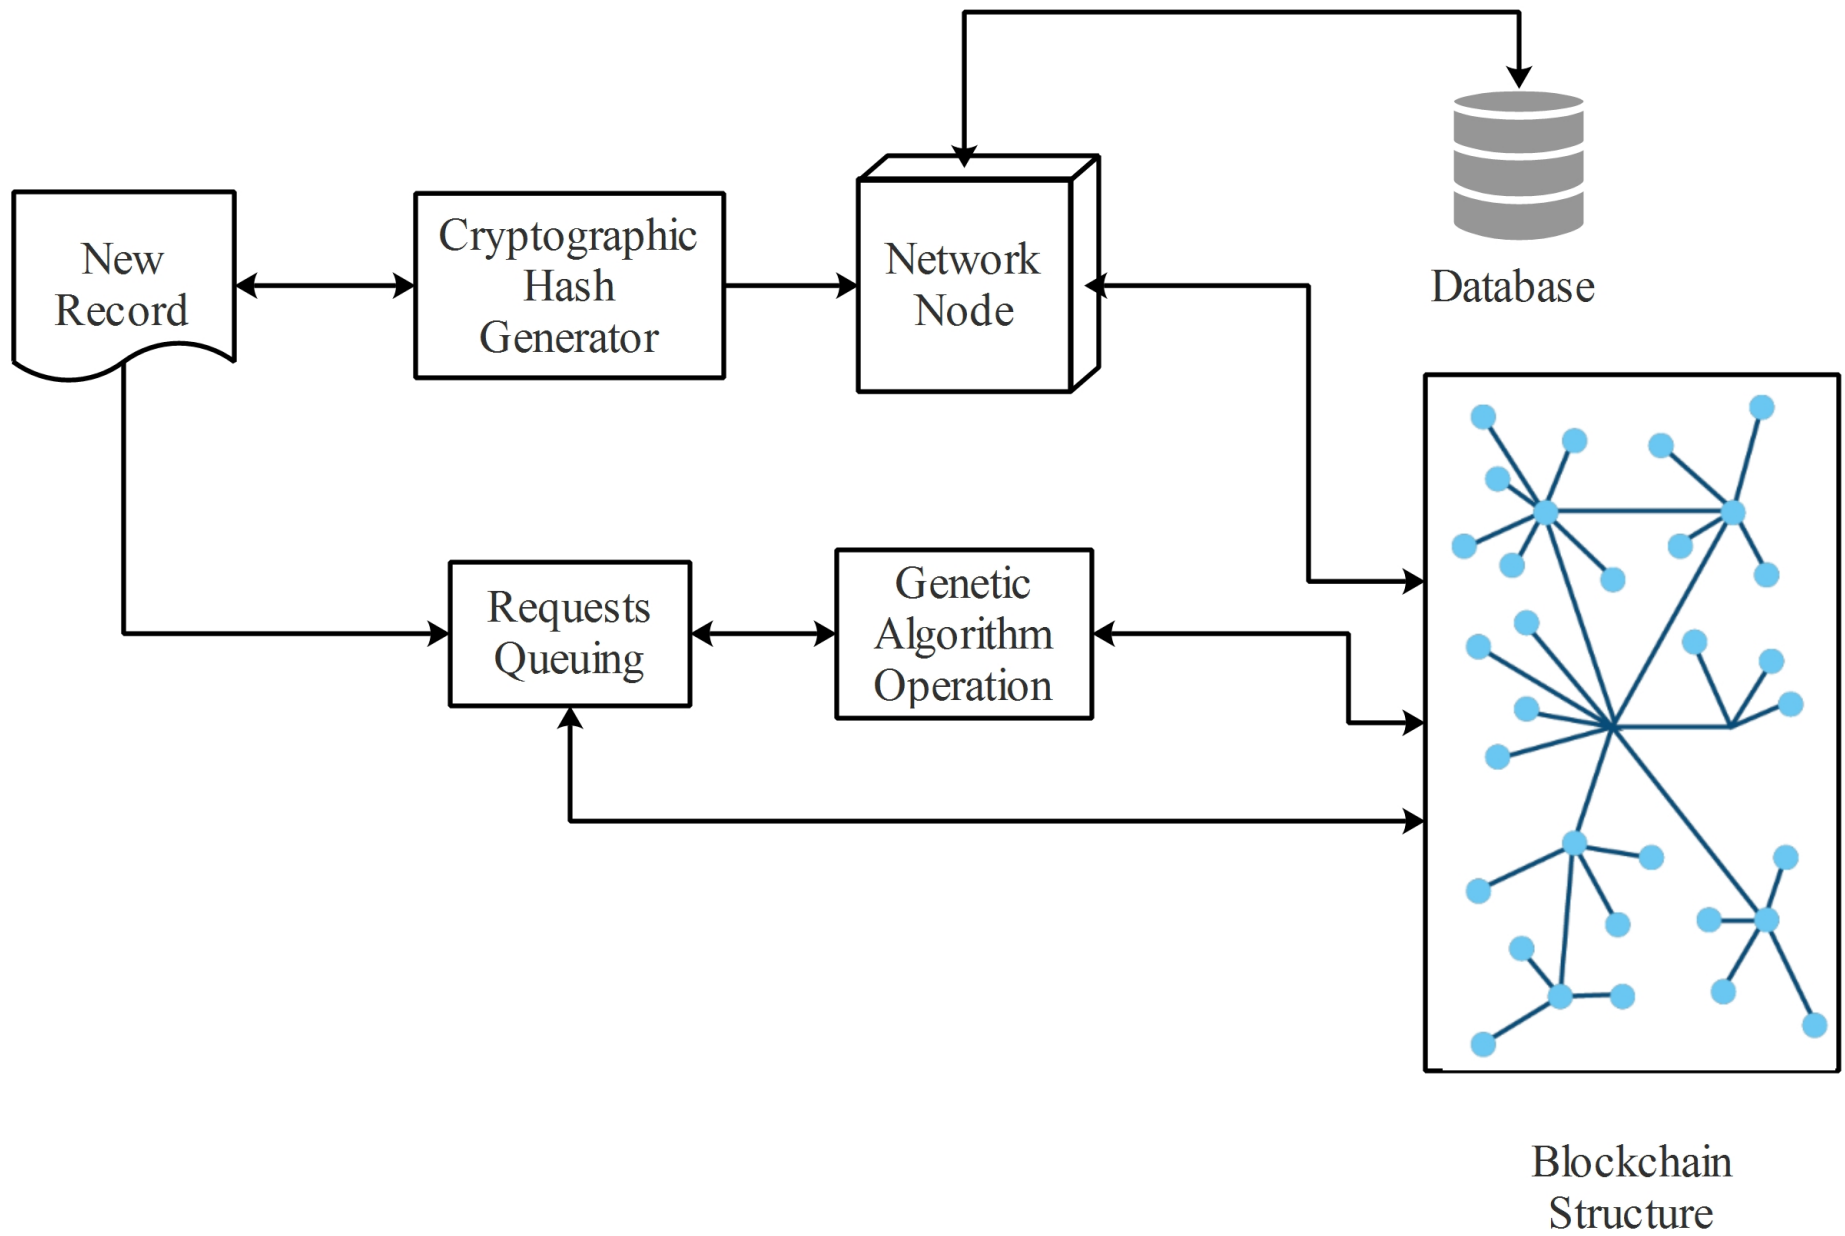 New
Record
Cryptographic
Hash
Generator
Network
Node
Database
Requests
Queuing
Genetic
Algorithm
Operation
Blockchain
Structure